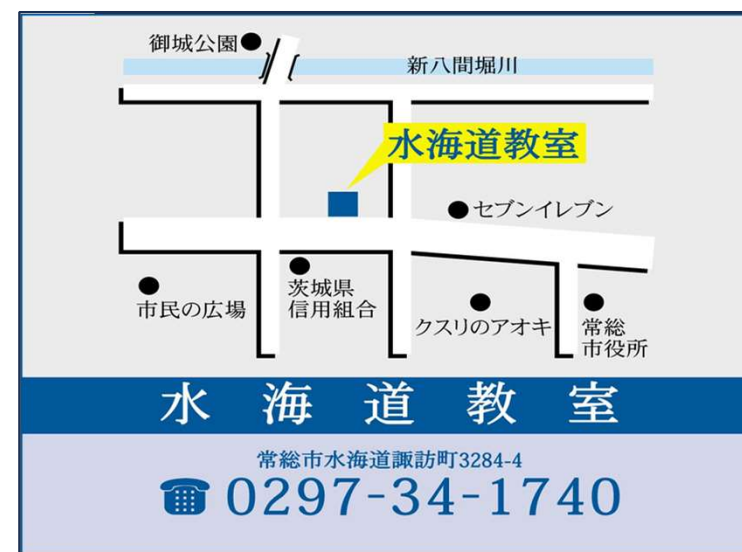 御城公園
新八間堀川
水海道教室
セブンイレブン
市民の広場
茨城県
信用組合
クスリのアオキ
常総
市役所
水海道教室
常総市水海道諏訪町3284-4
☎0297-34-1740